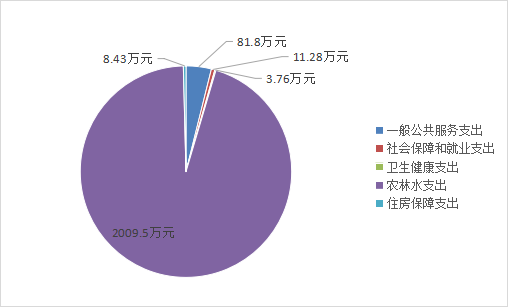 81.8万元
11.28万元
3.76万元
8.43万元
2009.5万元
一般公共服务支出
社会保障和就业支出
卫生健康支出
农林水支出
住房保障支出